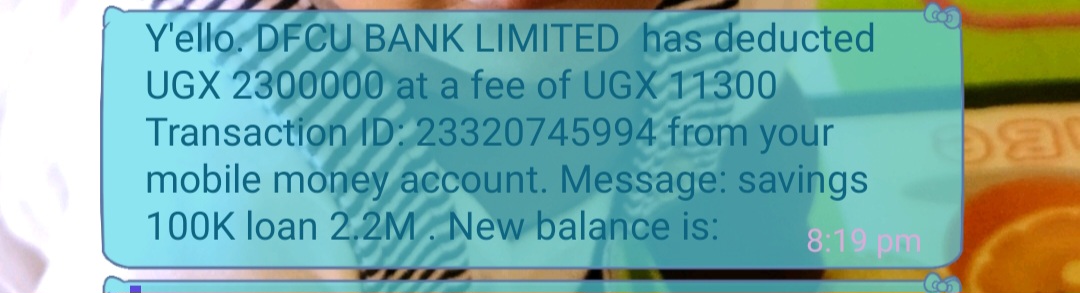 Y'ello. DFCU BANK LIMITED  has deducted
UGX 2300000 at a fee of UGX 11300
Transaction ID: 23320745994 from your
mobile money account. Message: savings
100K loan 2.2M . New balance is:
8:19 pm